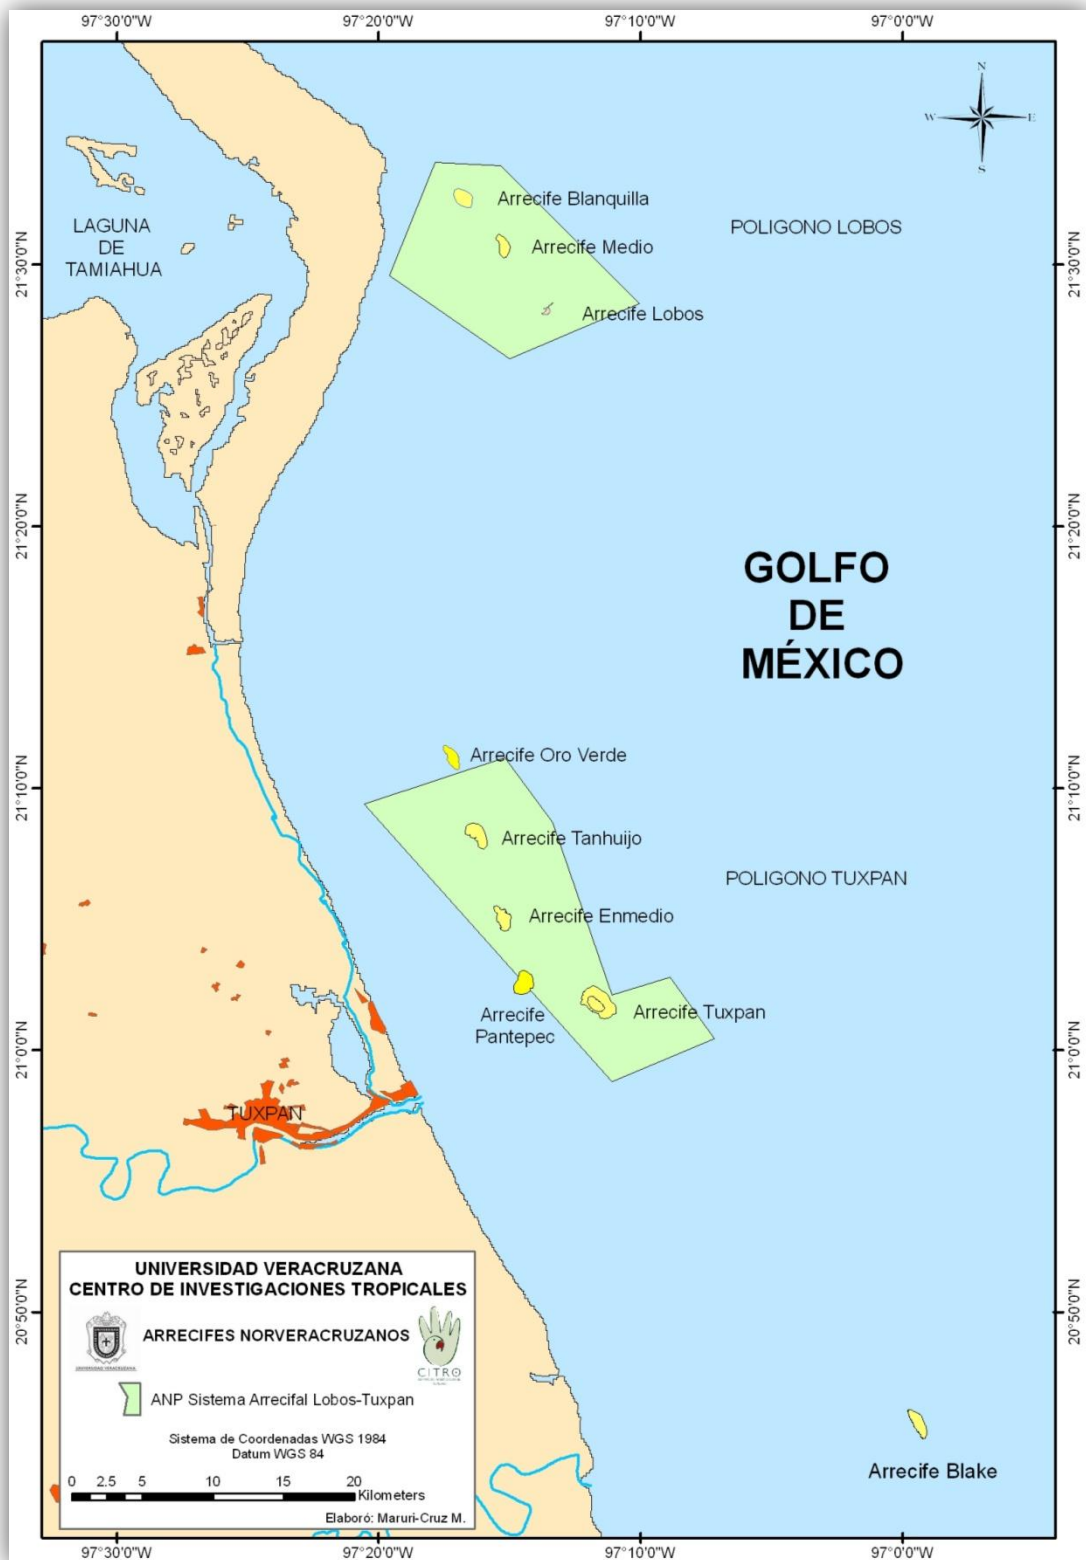 97°30'0"W
97°20'0"W
97°10'0"W
97°0'0"W
N
W
E
S
Arrecife Blanquilla
LAGUNA
DE
TAMIAHUA
POLIGONO LOBOS
Arrecife Medio
21°30'0"N
21°30'0"N
Arrecife Lobos
21°20'0"N
21°20'0"N
GOLFO
DE
MÉXICO
Arrecife Oro Verde
21°10'0"N
21°10'0"N
Arrecife Tanhuijo
POLIGONO TUXPAN
Arrecife Enmedio
Arrecife
Pantepec
Arrecife Tuxpan
21°0'0"N
21°0'0"N
TUXPAN
20°50'0"N
20°50'0"N
UNIVERSIDAD VERACRUZANA
CENTRO DE INVESTIGACIONES TROPICALES
ARRECIFES NORVERACRUZANOS
UNIVERSIDAD VERACRUZANA
CITRO
ANP Sistema Arrecifal Lobos-Tuxpan
Sistema de Coordenadas WGS 1984
Datum WGS 84
0 2.5 5 10 15 20
Kilometers
Elaboró: Maruri-Cruz M.
Arrecife Blake
97°30'0"W
97°20'0"W
97°10'0"W
97°0'0"W